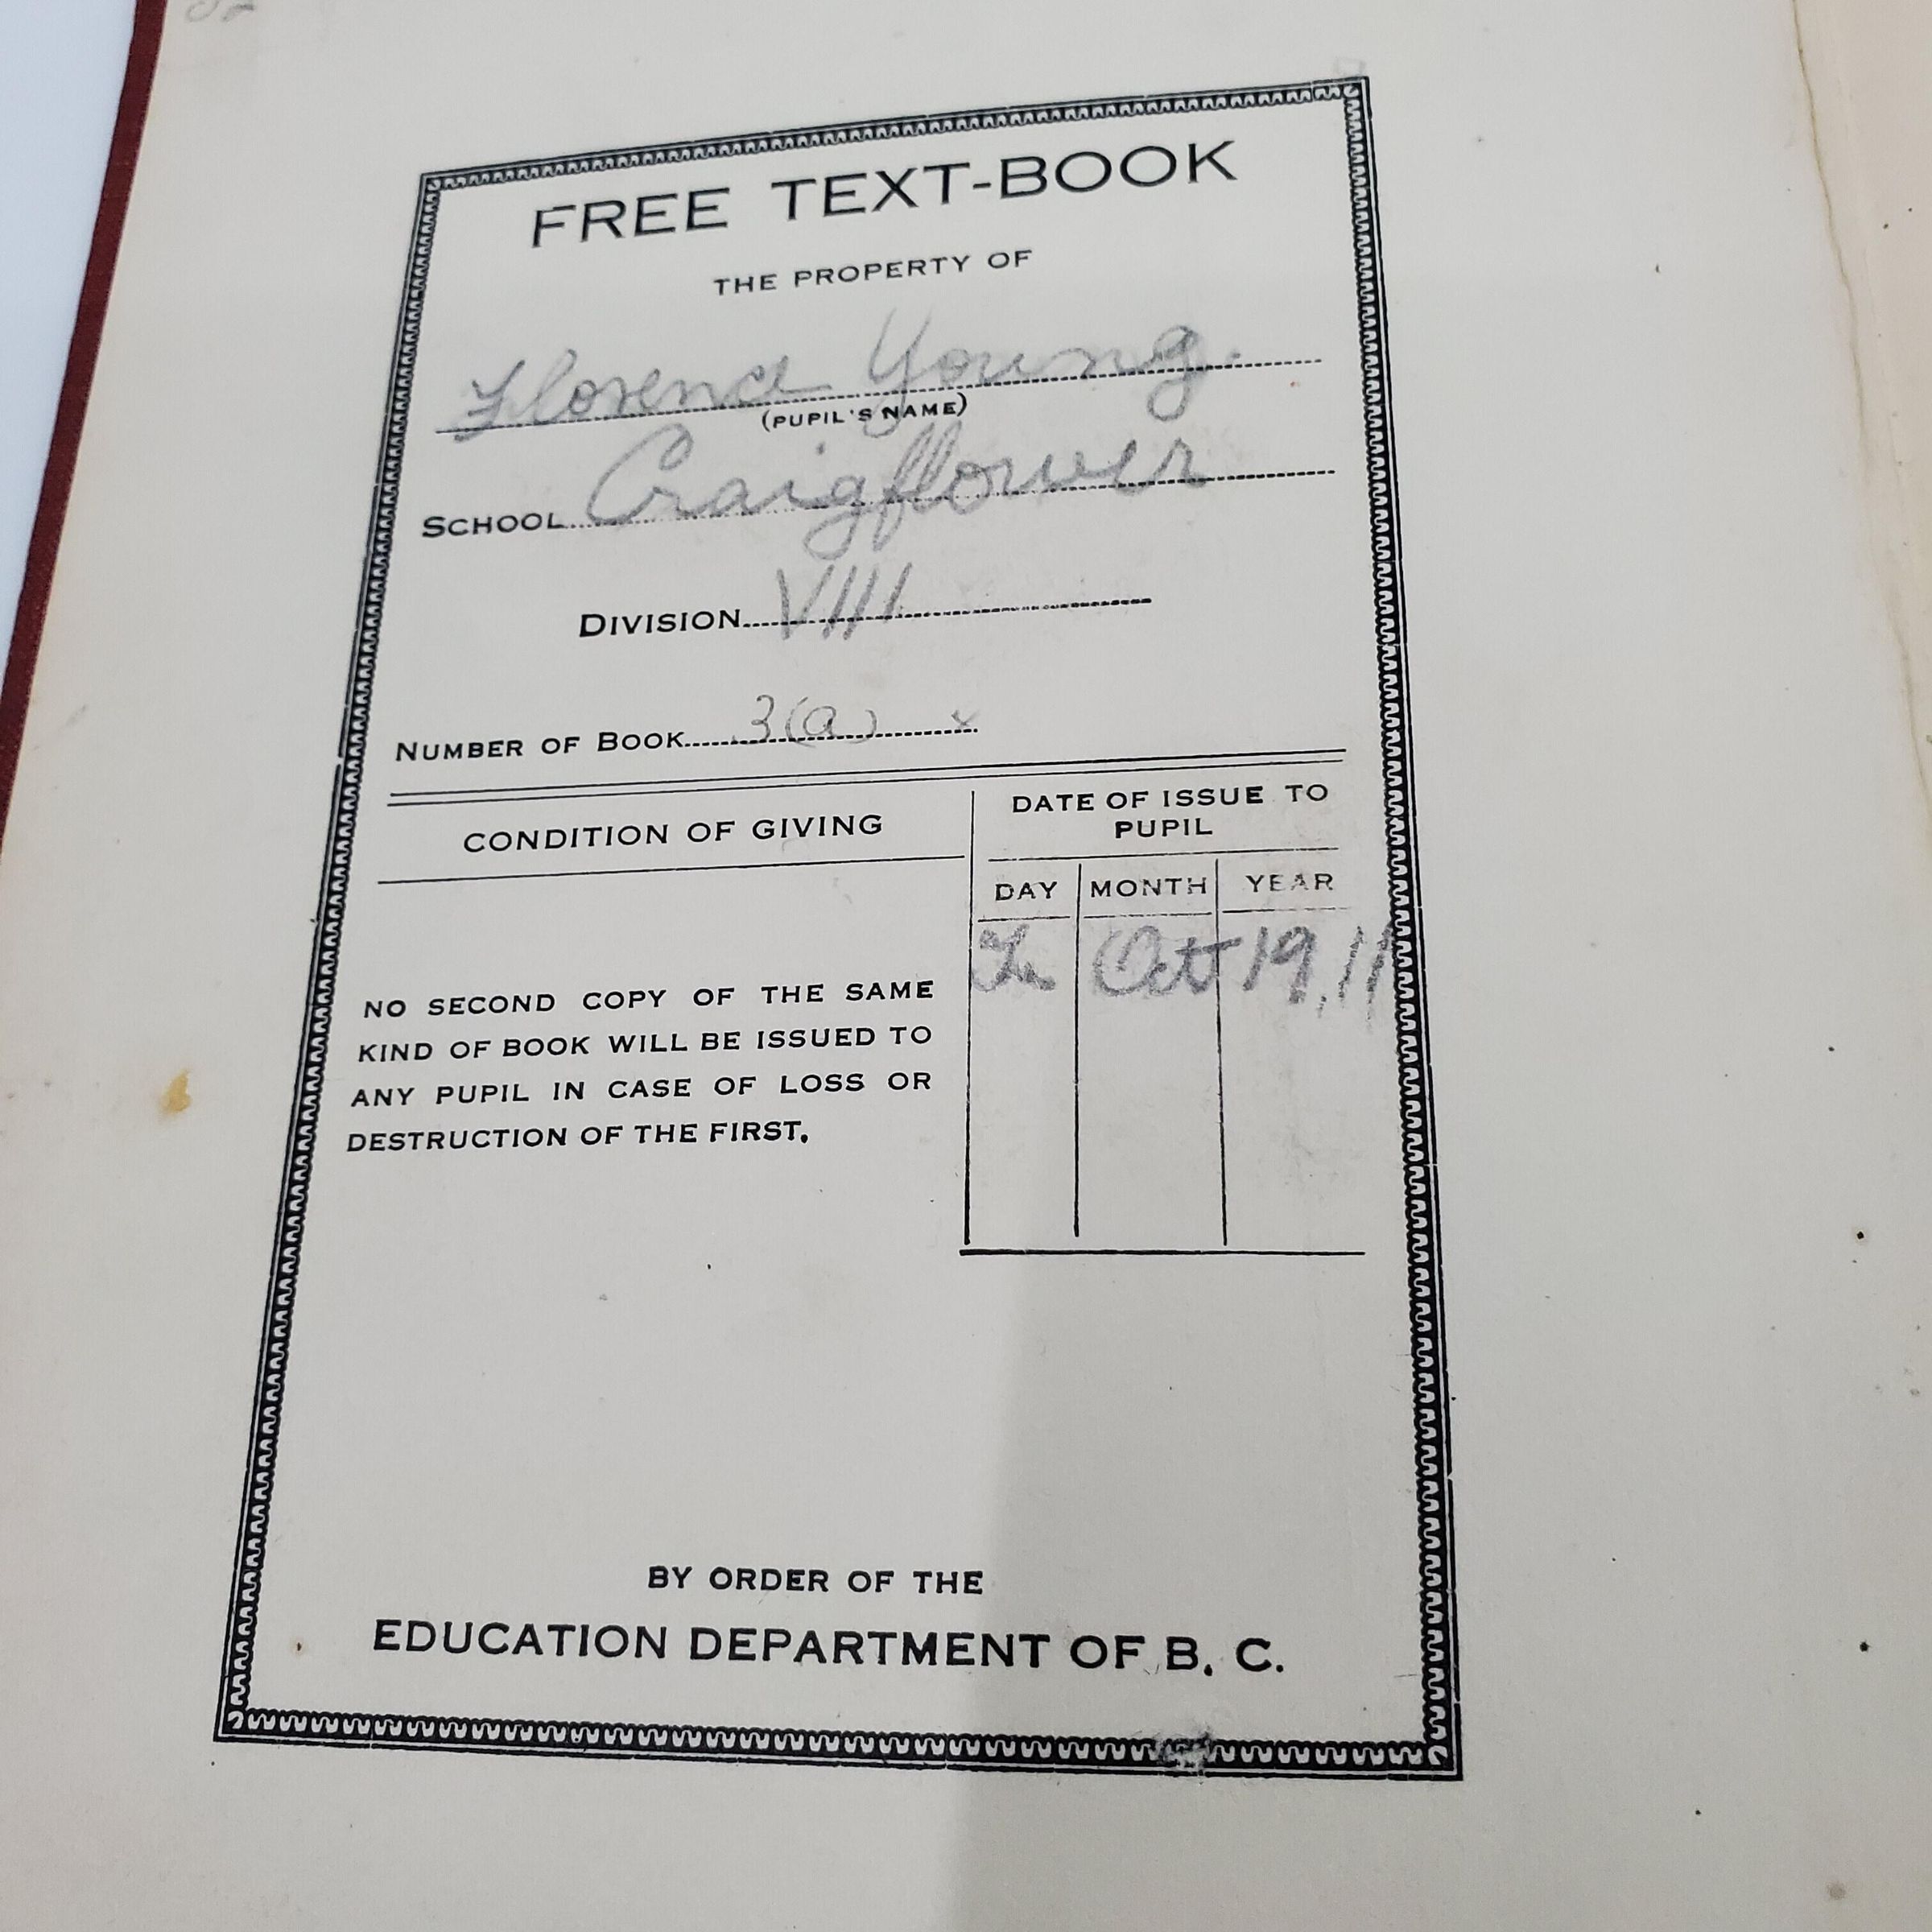 FREE TEXT-BOOK
THE PROPERTY OF
Florence Young.
(PUPIL'S NAME)
SCHOOL Craigflower
DIVISION VIII
NUMBER OF BOOK 3(a) x
CONDITION OF GIVING
DATE OF ISSUE TO
PUPIL
DAY MONTH YEAR
Oct 19,11
NO SECOND COPY OF THE SAME
KIND OF BOOK WILL BE ISSUED TO
ANY PUPIL IN CASE OF LOSS OR
DESTRUCTION OF THE FIRST.
BY ORDER OF THE
EDUCATION DEPARTMENT OF B. C.